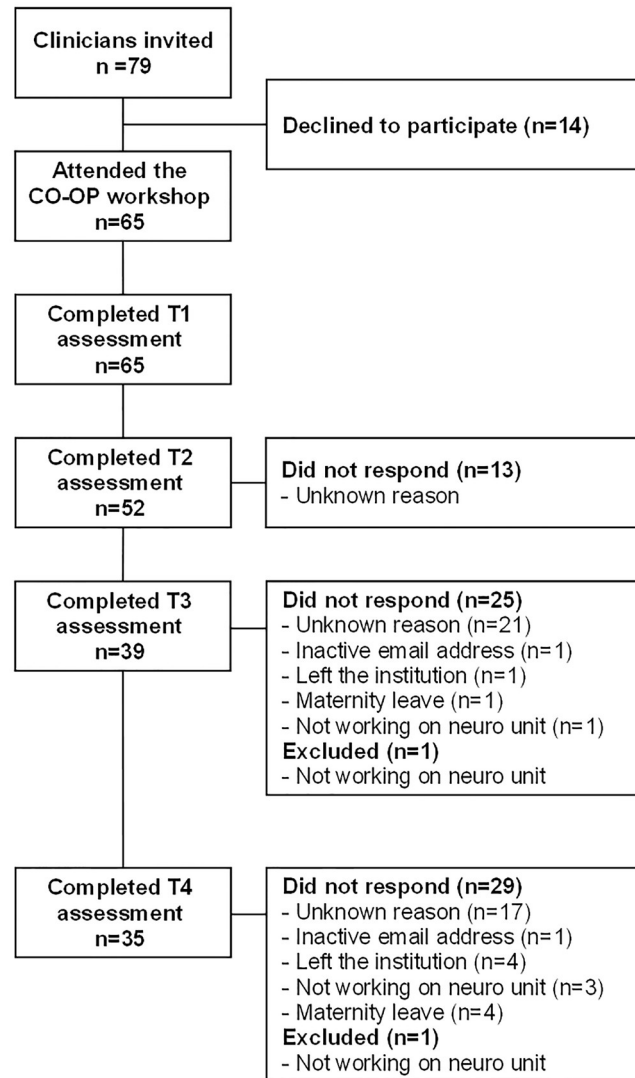 Clinicians invited
n =79
Declined to participate (n=14)
Attended the
CO-OP workshop
n=65
Completed T1
assessment
n=65
Completed T2
assessment
n=52
Did not respond (n=13)
- Unknown reason
Completed T3
assessment
n=39
Did not respond (n=25)
- Unknown reason (n=21)
- Inactive email address (n=1)
- Left the institution (n=1)
- Maternity leave (n=1)
- Not working on neuro unit (n=1)
Excluded (n=1)
- Not working on neuro unit
Completed T4
assessment
n=35
Did not respond (n=29)
- Unknown reason (n=17)
- Inactive email address (n=1)
- Left the institution (n=4)
- Not working on neuro unit (n=3)
- Maternity leave (n=4)
Excluded (n=1)
- Not working on neuro unit